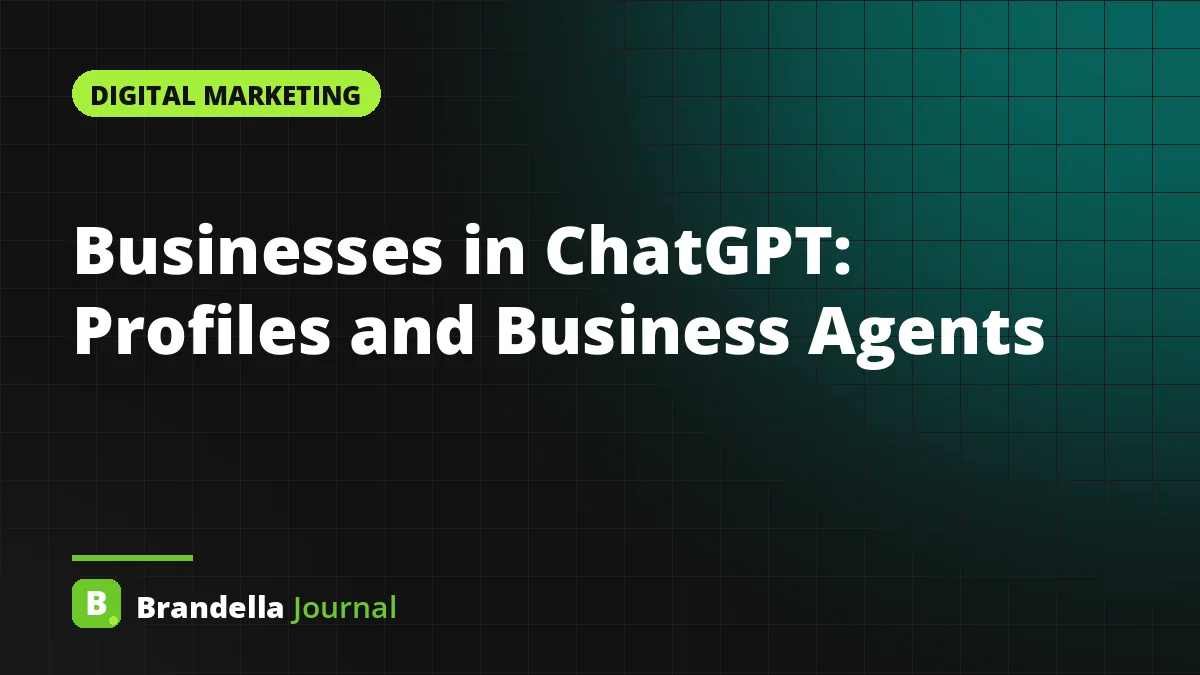 DIGITAL MARKETING
Businesses in ChatGPT:
Profiles and Business Agents
B
Brandella Journal